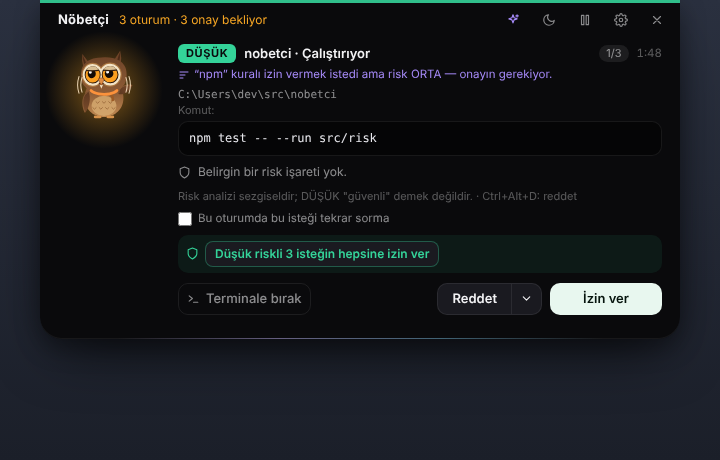 Nöbetçi 3 oturum · 3 onay bekliyor
DÜŞÜK nobetci · Çalıştırıyor 1/3 1:48
“npm” kuralı izin vermek istedi ama risk ORTA — onayın gerekiyor.
C:\Users\dev\src\nobetci
Komut:
npm test -- --run src/risk
Belirgin bir risk işareti yok.
Risk analizi sezgiseldir; DÜŞÜK "güvenli" demek değildir. · Ctrl+Alt+D: reddet
Bu oturumda bu isteği tekrar sorma
Düşük riskli 3 isteğin hepsine izin ver
Terminale bırak Reddet İzin ver